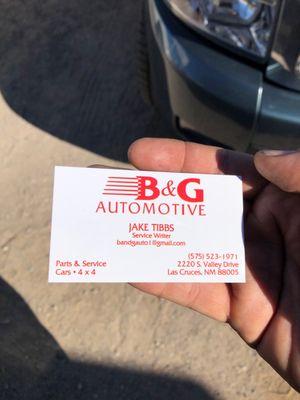 B&G
AUTOMOTIVE
JAKE TIBBS
Service Writer
bandgauto1@gmail.com
Parts & Service
Cars • 4 x 4
(575) 523-1971
2220 S. Valley Drive
Las Cruces, NM 88005